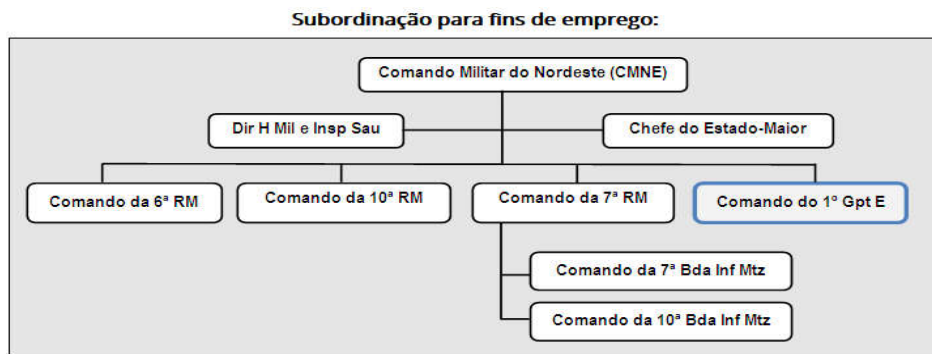 Subordinação para fins de emprego:
Comando Militar do Nordeste (CMNE)
Dir H Mil e Insp Sau
Chefe do Estado-Maior
Comando da 6ª RM
Comando da 10ª RM
Comando da 7ª RM
Comando do 1º Gpt E
Comando da 7ª Bda Inf Mtz
Comando da 10ª Bda Inf Mtz